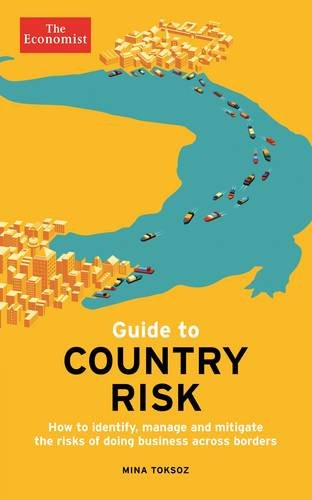 The
Economist
Guide to
COUNTRY
RISK
How to identify, manage and mitigate
the risks of doing business across borders
MINA TOKSOZ